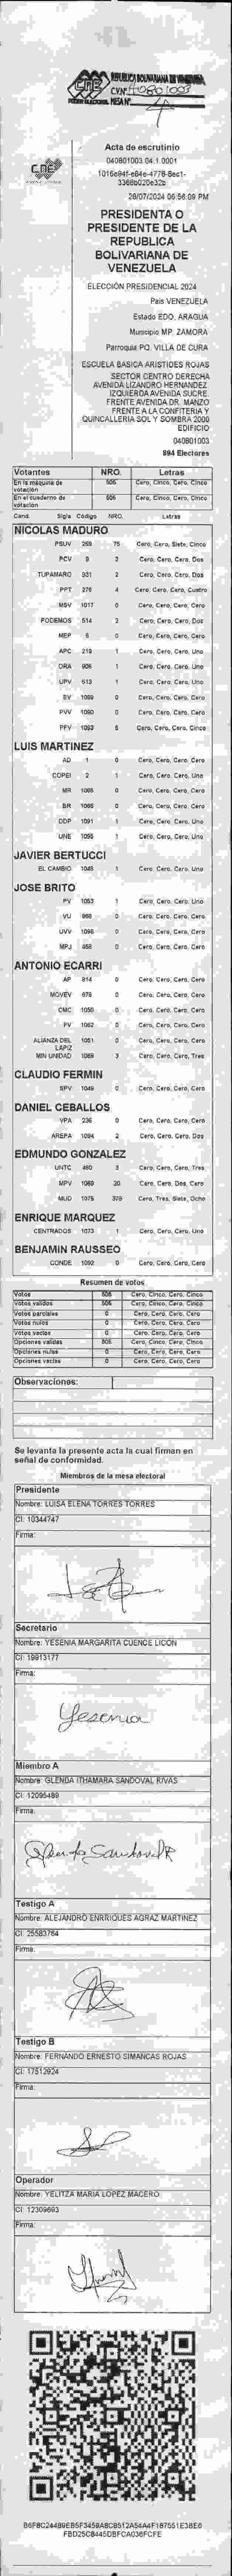 REPUBLICA BOLIVARIANA DE VENEZUELA
CVNº 040801003
PODER ELECTORAL MESA Nº. 4
CNE
Acta de escrutinio
040801003.04.1.0001
28/07/2024 06:56:09 PM
PRESIDENTA O
PRESIDENTE DE LA
REPUBLICA
BOLIVARIANA DE
VENEZUELA
ELECCIÓN PRESIDENCIAL 2024
Pais VENEZUELA
Estado EDO. ARAGUA
Municipio MP. ZAMORA
Parroquia PQ. VILLA DE CURA
ESCUELA BASICA ARISTIDES ROJAS
SECTOR CENTRO DERECHA
AVENIDA LIZANDRO HERNANDEZ.
IZQUIERDA AVENIDA SUCRE.
FRENTE AVENIDA DR. MANZO
FRENTE A LA CONFITERIA Y
QUINCALLERIA SOL Y SOMBRA 2000
EDIFICIO
040801003
894 Electores
Votantes NRO. Letras
En la máquina de votación 505 Cero, Cinco, Cero, Cinco
En el cuaderno de votación 505 Cero, Cinco, Cero, Cinco
Cand. Sigla Código NRO. Letras
NICOLAS MADURO
PSUV 269 75 Cero, Cero, Siete, Cinco
PCV 9 2 Cero, Cero, Cero, Dos
TUPAMARO 931 2 Cero, Cero, Cero, Dos
PPT 276 4 Cero, Cero, Cero, Cuatro
MSV 1017 0 Cero, Cero, Cero, Cero
PODEMOS 514 2 Cero, Cero, Cero, Dos
MEP 6 0 Cero, Cero, Cero, Cero
APC 219 1 Cero, Cero, Cero, Uno
ORA 906 1 Cero, Cero, Cero, Uno
UPV 513 1 Cero, Cero, Cero, Uno
EV 1089 0 Cero, Cero, Cero, Cero
PVV 1090 0 Cero, Cero, Cero, Cero
PFV 1093 5 Cero, Cero, Cero, Cinco
LUIS MARTINEZ
AD 1 0 Cero, Cero, Cero, Cero
COPEI 2 1 Cero, Cero, Cero, Uno
MR 0 Cero, Cero, Cero, Cero
BR 0 Cero, Cero, Cero, Cero
DDP 1091 1 Cero, Cero, Cero, Uno
UNE 1095 1 Cero, Cero, Cero, Uno
JAVIER BERTUCCI
EL CAMBIO 1048 1 Cero, Cero, Cero, Uno
JOSE BRITO
PV 1053 1 Cero, Cero, Cero, Uno
VU 968 0 Cero, Cero, Cero, Cero
UVV 1098 0 Cero, Cero, Cero, Cero
MPJ 958 0 Cero, Cero, Cero, Cero
ANTONIO ECARRI
AP 914 0 Cero, Cero, Cero, Cero
MOVEV 679 0 Cero, Cero, Cero, Cero
CMC 1050 0 Cero, Cero, Cero, Cero
FV 1062 0 Cero, Cero, Cero, Cero
ALIANZA DEL LAPIZ 1051 0 Cero, Cero, Cero, Cero
MIN UNIDAD 1069 3 Cero, Cero, Cero, Tres
CLAUDIO FERMIN
SPV 1049 0 Cero, Cero, Cero, Cero
DANIEL CEBALLOS
VPA 236 0 Cero, Cero, Cero, Cero
AREPA 1094 2 Cero, Cero, Cero, Dos
EDMUNDO GONZALEZ
UNTC 460 3 Cero, Cero, Cero, Tres
MPV 20 Cero, Cero, Dos, Cero
MUD 1075 378 Cero, Tres, Siete, Ocho
ENRIQUE MARQUEZ
CENTRADOS 1073 1 Cero, Cero, Cero, Uno
BENJAMIN RAUSSEO
CONDE 1092 0 Cero, Cero, Cero, Cero
Resumen de votos
Votos 505 Cero, Cinco, Cero, Cinco
Votos validos 505 Cero, Cinco, Cero, Cinco
Votos parciales 0 Cero, Cero, Cero, Cero
Votos nulos 0 Cero, Cero, Cero, Cero
Votos vacios 0 Cero, Cero, Cero, Cero
Opciones validas 505 Cero, Cinco, Cero, Cinco
Opciones nulas 0 Cero, Cero, Cero, Cero
Opciones vacias 0 Cero, Cero, Cero, Cero
Observaciones:
Se levanta la presente acta la cual firman en
señal de conformidad.
Miembros de la mesa electoral
Presidente
Nombre: LUISA ELENA TORRES TORRES
CI: 10344747
Firma:
Secretario
Nombre: YESENIA MARGARITA CUENCE LICON
CI: 19913177
Firma:
Yesenia
Miembro A
Nombre: GLENDA ITHAMARA SANDOVAL RIVAS
CI: 12095489
Firma:
Glenda Sandoval R
Testigo A
Nombre: ALEJANDRO ENRRIQUES AGRAZ MARTINEZ
CI: 25583764
Firma:
Testigo B
Nombre: FERNANDO ERNESTO SIMANCAS ROJAS
CI: 17512924
Firma:
Operador
Nombre: YELITZA MARIA LOPEZ MACERO
CI: 12309693
Firma: